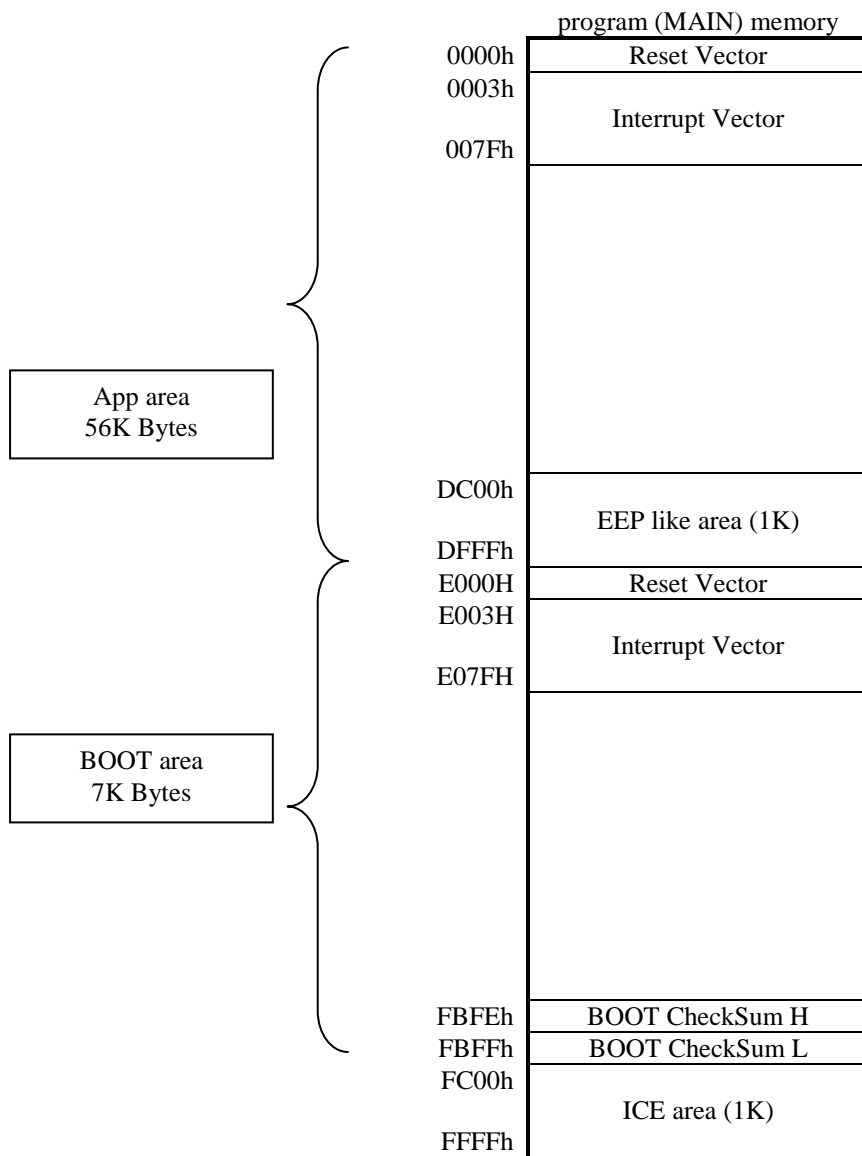 program (MAIN) memory
0000h Reset Vector
0003h
Interrupt Vector
007Fh
App area
56K Bytes
DC00h
EEP like area (1K)
DFFFh
E000H Reset Vector
E003H
Interrupt Vector
E07FH
BOOT area
7K Bytes
FBFEh BOOT CheckSum H
FBFFh BOOT CheckSum L
FC00h
ICE area (1K)
FFFFh